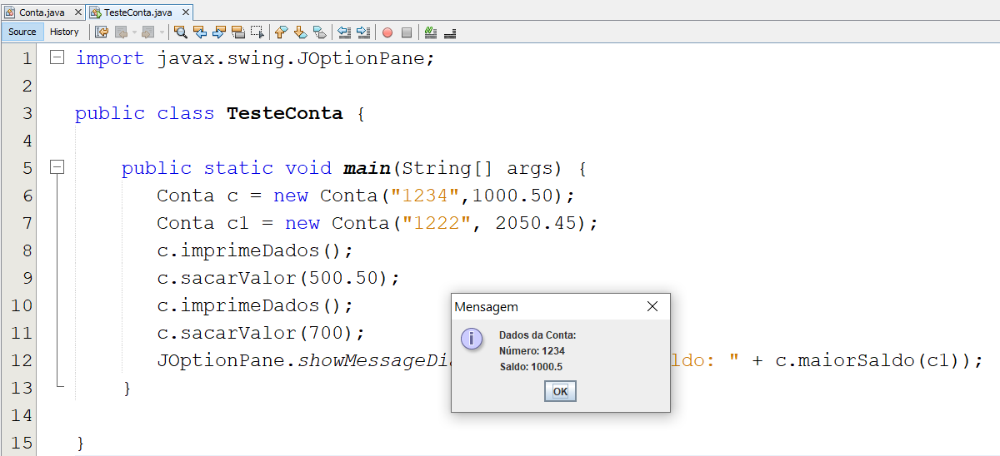 Conta.java TesteConta.java
Source History
1 import javax.swing.JOptionPane;
2
3 public class TesteConta {
4
5 public static void main(String[] args) {
6 Conta c = new Conta("1234",1000.50);
7 Conta c1 = new Conta("1222", 2050.45);
8 c.imprimeDados();
9 c.sacarValor(500.50);
10 c.imprimeDados();
11 c.sacarValor(700);
12 JOptionPane.showMessageDi ldo: " + c.maiorSaldo(c1));
13 }
14
15 }
Mensagem
Dados da Conta:
Número: 1234
Saldo: 1000.5
OK